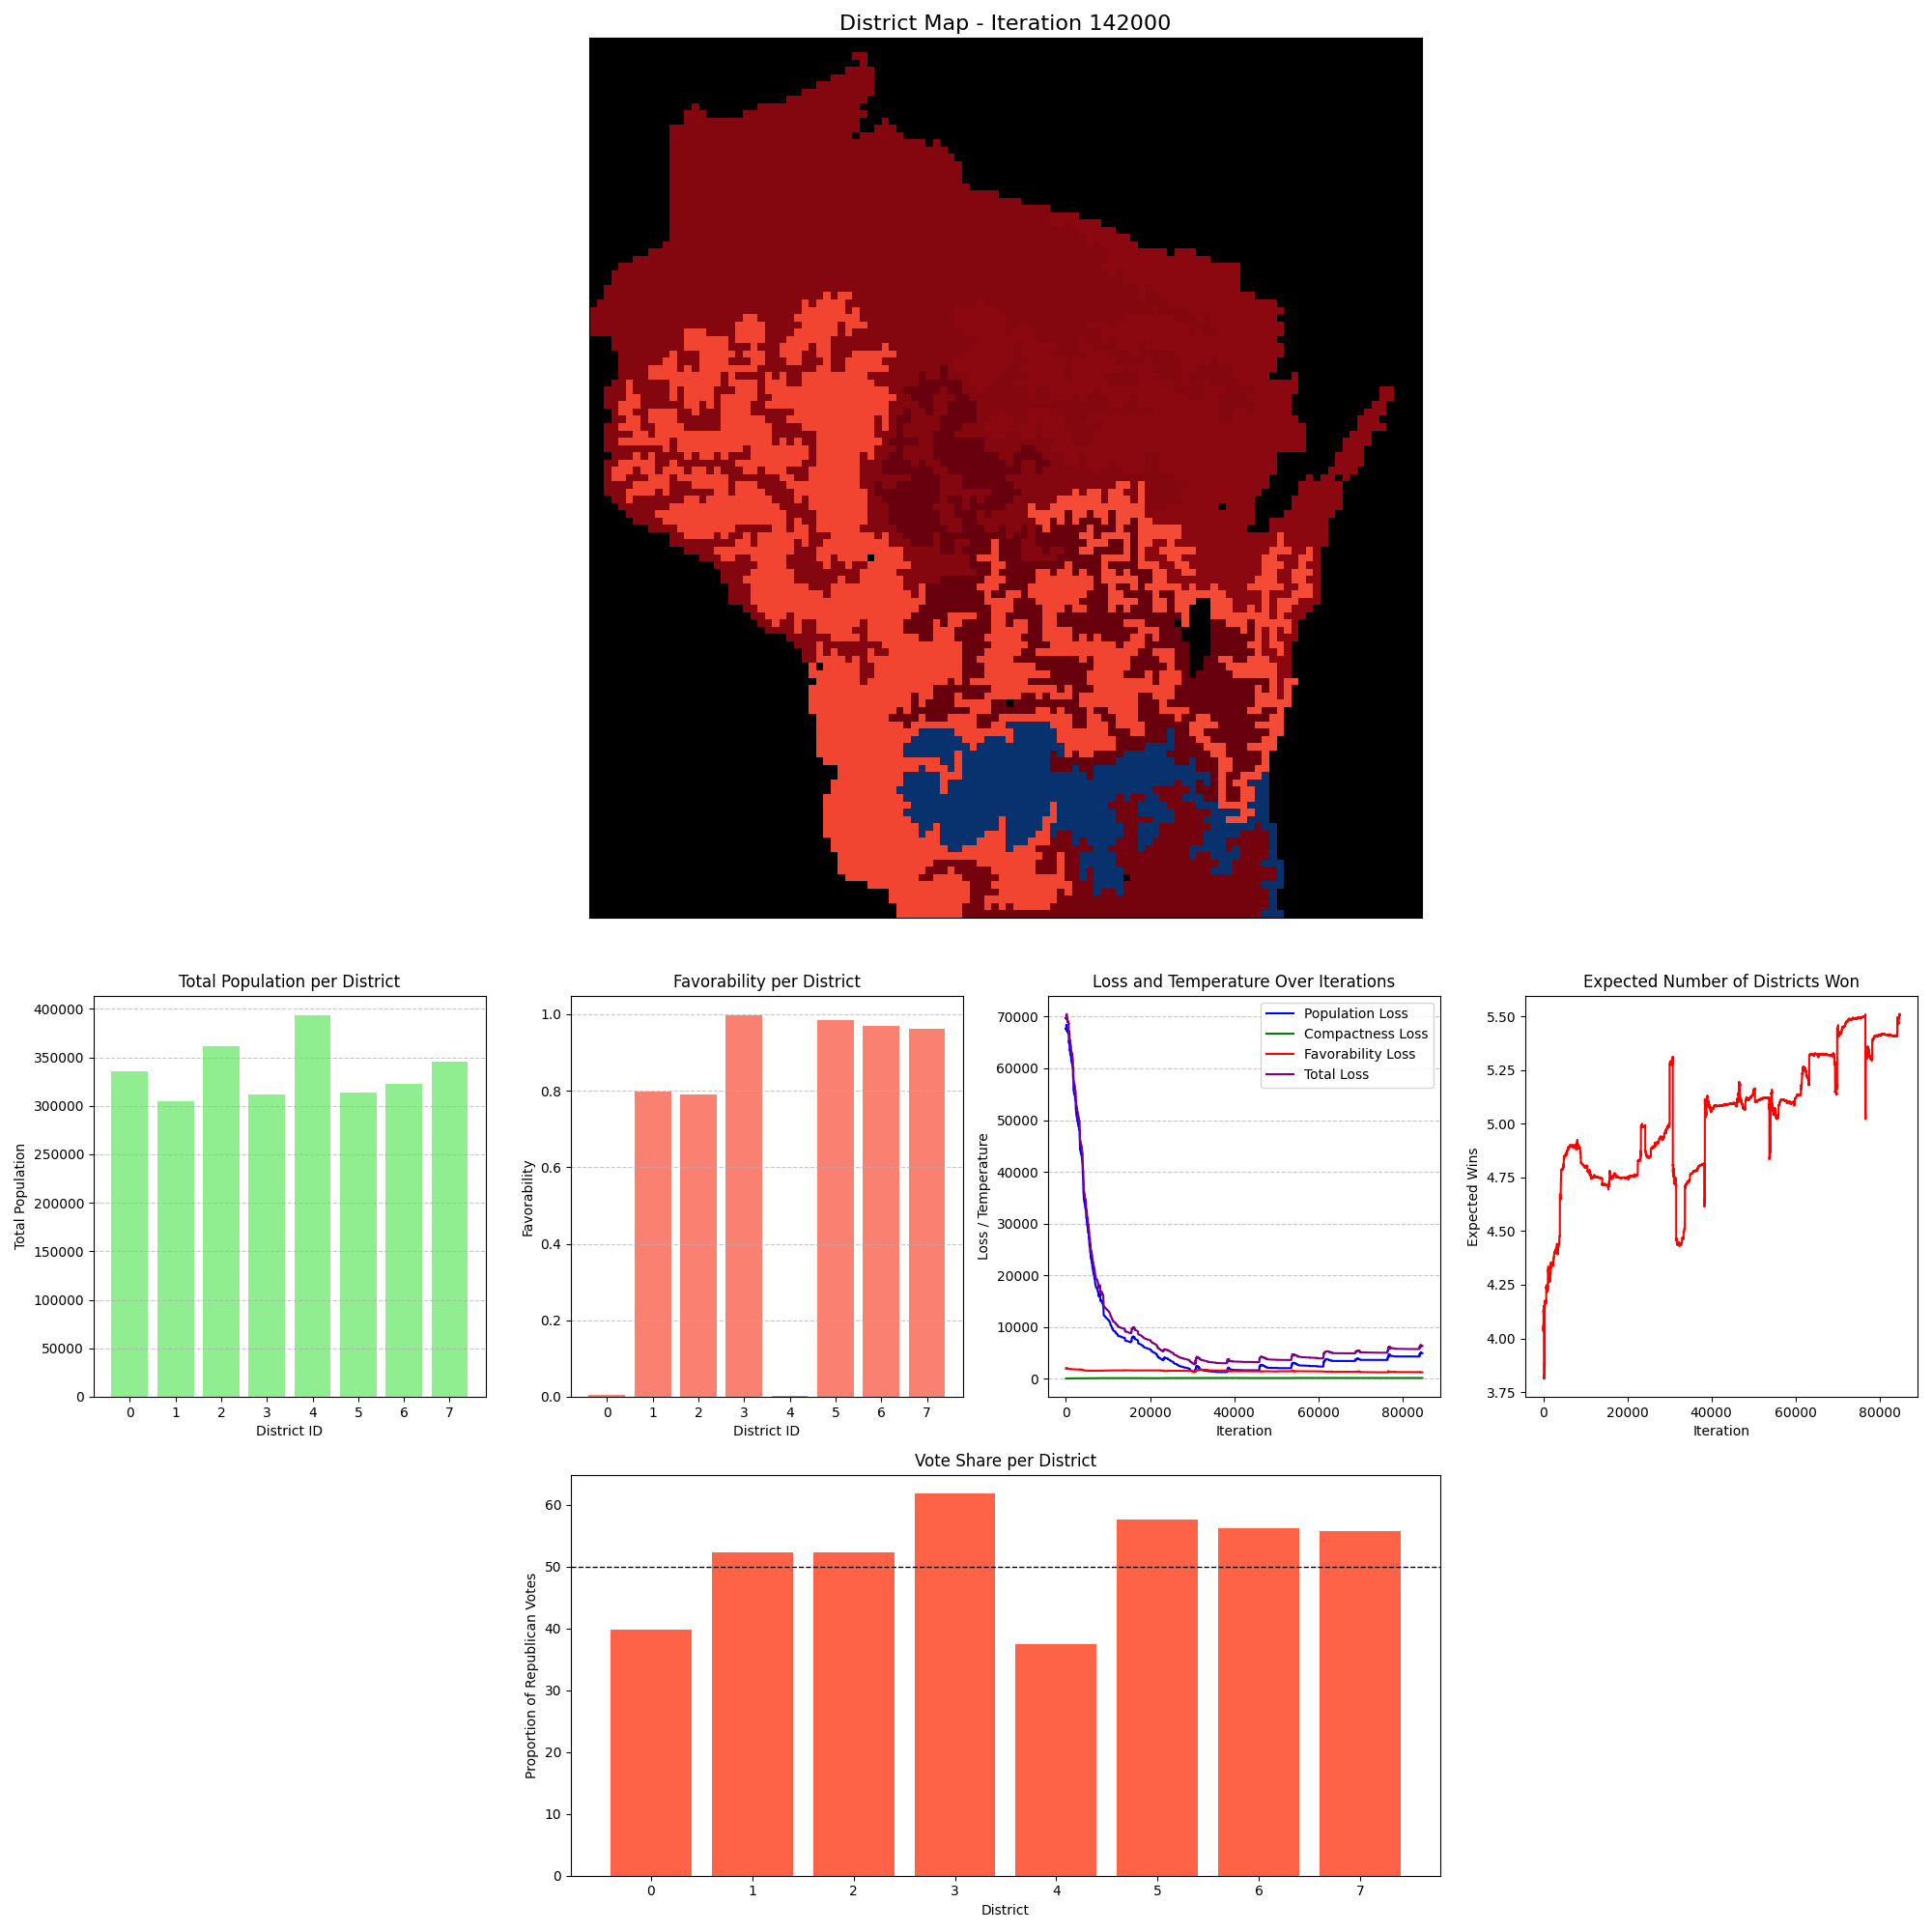 District Map - Iteration 142000
Total Population per District
Total Population
400000
350000
300000
250000
200000
150000
100000
50000
0
0 1 2 3 4 5 6 7
District ID
Favorability per District
Favorability
1.0
0.8
0.6
0.4
0.2
0.0
0 1 2 3 4 5 6 7
District ID
Loss and Temperature Over Iterations
Loss / Temperature
70000
60000
50000
40000
30000
20000
10000
0
Population Loss
Compactness Loss
Favorability Loss
Total Loss
0 20000 40000 60000 80000
Iteration
Expected Number of Districts Won
Expected Wins
5.50
5.25
5.00
4.75
4.50
4.25
4.00
3.75
0 20000 40000 60000 80000
Iteration
Vote Share per District
Proportion of Republican Votes
60
50
40
30
20
10
0
0 1 2 3 4 5 6 7
District